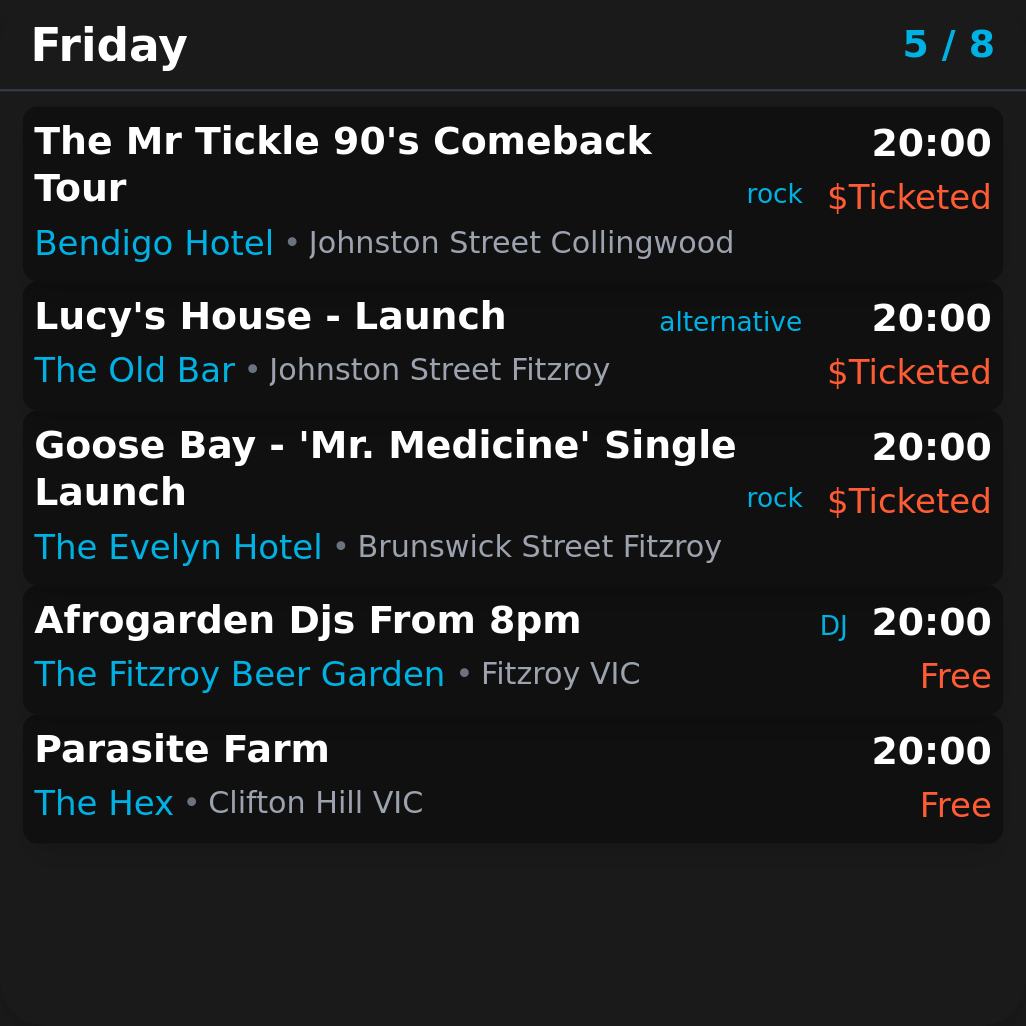 Friday 5 / 8
The Mr Tickle 90's Comeback 20:00
Tour rock $Ticketed
Bendigo Hotel • Johnston Street Collingwood
Lucy's House - Launch alternative 20:00
The Old Bar • Johnston Street Fitzroy $Ticketed
Goose Bay - 'Mr. Medicine' Single 20:00
Launch rock $Ticketed
The Evelyn Hotel • Brunswick Street Fitzroy
Afrogarden Djs From 8pm DJ 20:00
The Fitzroy Beer Garden • Fitzroy VIC Free
Parasite Farm 20:00
The Hex • Clifton Hill VIC Free